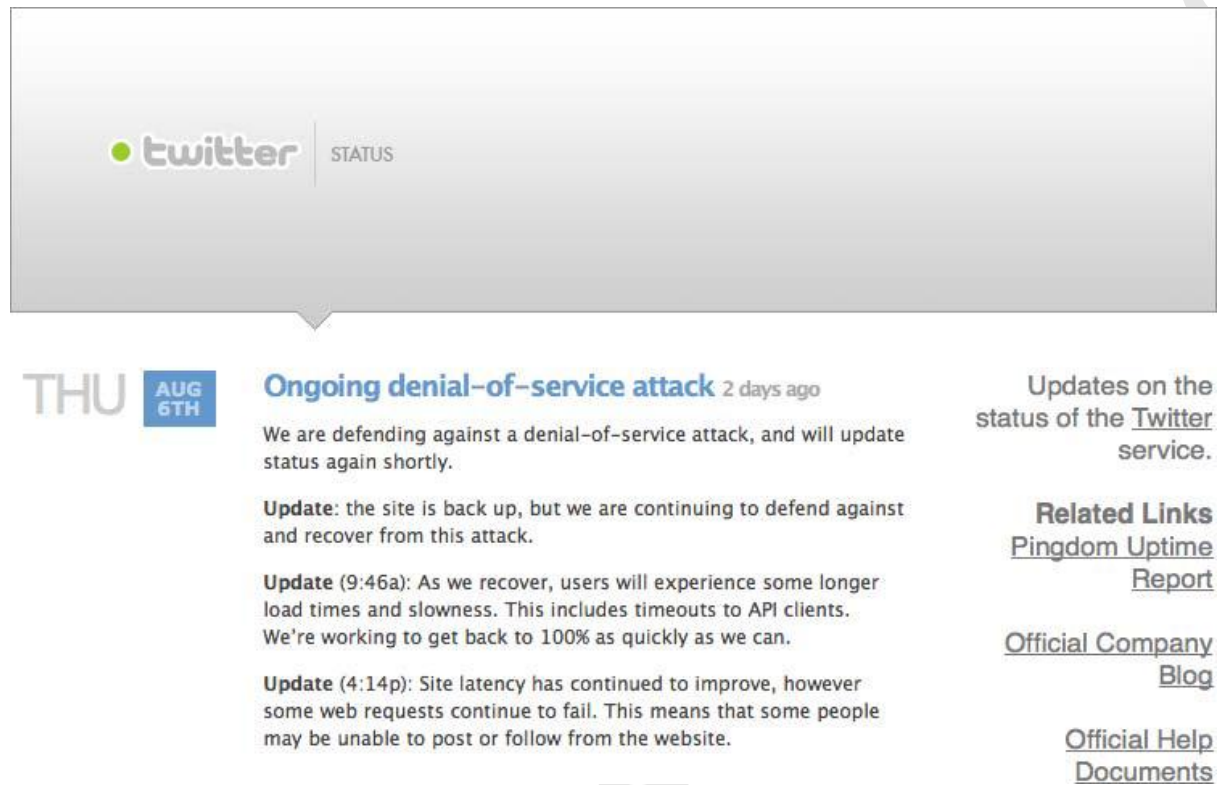 twitter STATUS
THU AUG 6TH
Ongoing denial-of-service attack 2 days ago
We are defending against a denial-of-service attack, and will update
status again shortly.
Update: the site is back up, but we are continuing to defend against
and recover from this attack.
Update (9:46a): As we recover, users will experience some longer
load times and slowness. This includes timeouts to API clients.
We're working to get back to 100% as quickly as we can.
Update (4:14p): Site latency has continued to improve, however
some web requests continue to fail. This means that some people
may be unable to post or follow from the website.
Updates on the
status of the Twitter
service.
Related Links
Pingdom Uptime
Report
Official Company
Blog
Official Help
Documents